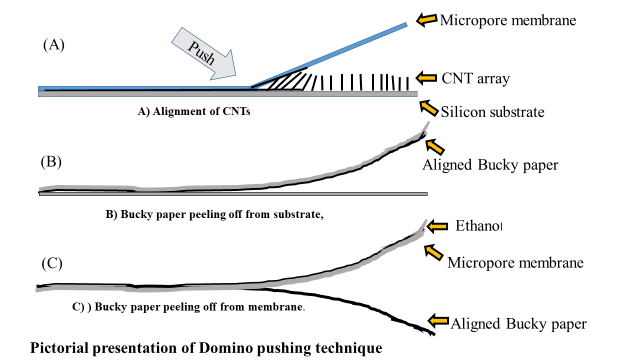 (A)
Push
Micropore membrane
CNT array
A) Alignment of CNTs
Silicon substrate
(B)
Aligned Bucky paper
B) Bucky paper peeling off from substrate,
(C)
Ethanol
Micropore membrane
C) ) Bucky paper peeling off from membrane.
Aligned Bucky paper
Pictorial presentation of Domino pushing technique